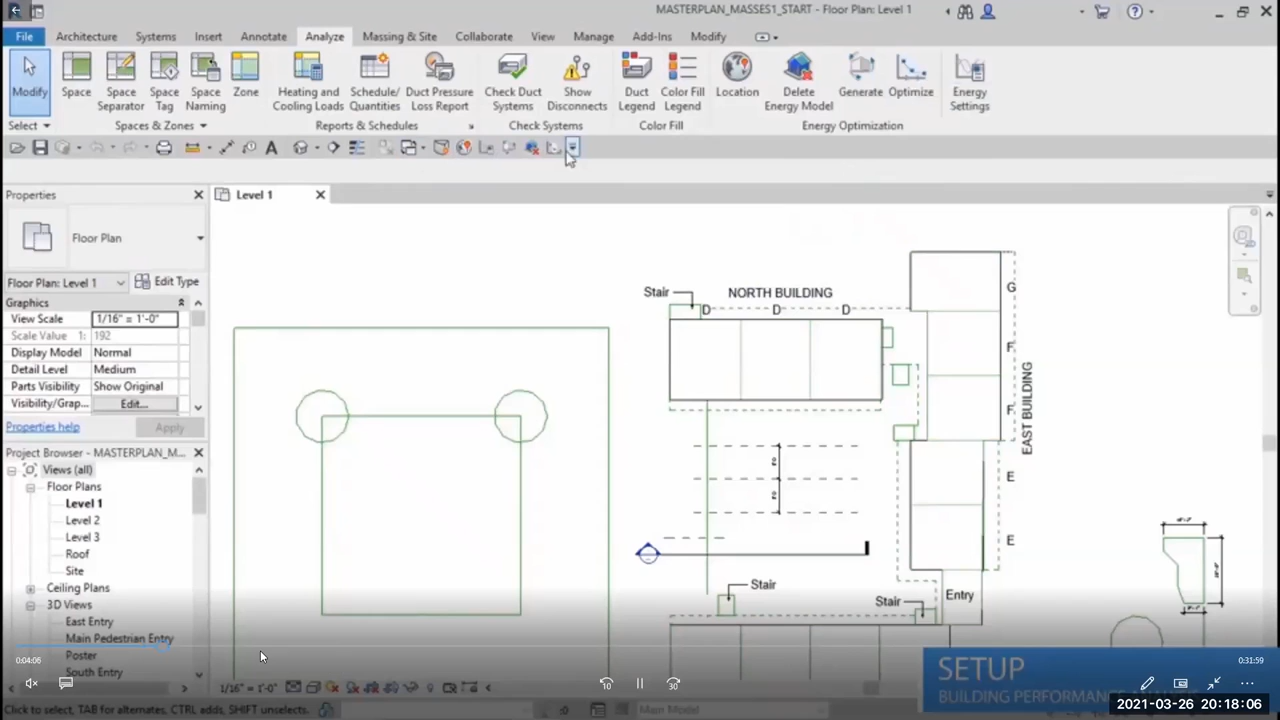 MASTERPLAN_MASSES1_START - Floor Plan: Level 1
File Architecture Systems Insert Annotate Analyze Massing & Site Collaborate View Manage Add-Ins Modify
Modify Space Space Separator Space Tag Space Naming Zone Heating and Cooling Loads Schedule/ Quantities Duct Pressure Loss Report Check Duct Systems Show Disconnects Duct Legend Color Fill Legend Location Delete Energy Model Generate Optimize Energy Settings
Select Spaces & Zones Reports & Schedules Check Systems Color Fill Energy Optimization
Properties
Level 1
Floor Plan
Floor Plan: Level 1
Edit Type
Graphics
View Scale 1/16" = 1'-0"
Scale Value 1: 192
Display Model Normal
Detail Level Medium
Parts Visibility Show Original
Visibility/Grap... Edit...
Properties help Apply
Project Browser - MASTERPLAN_M...
Views (all)
Floor Plans
Level 1
Level 2
Level 3
Roof
Site
Ceiling Plans
3D Views
East Entry
Main Pedestrian Entry
Poster
South Entry
Stair
NORTH BUILDING
D D D
G
F
F
EAST BUILDING
E
E
Stair
Stair
Entry
0:04:06
0:31:59
10
30
1/16" = 1'-0"
SETUP
BUILDING PERFORMANCE ANALYSIS
Click to select, TAB for alternates, CTRL adds, SHIFT unselects.
:0
Main Model
2021-03-26 20:18:06